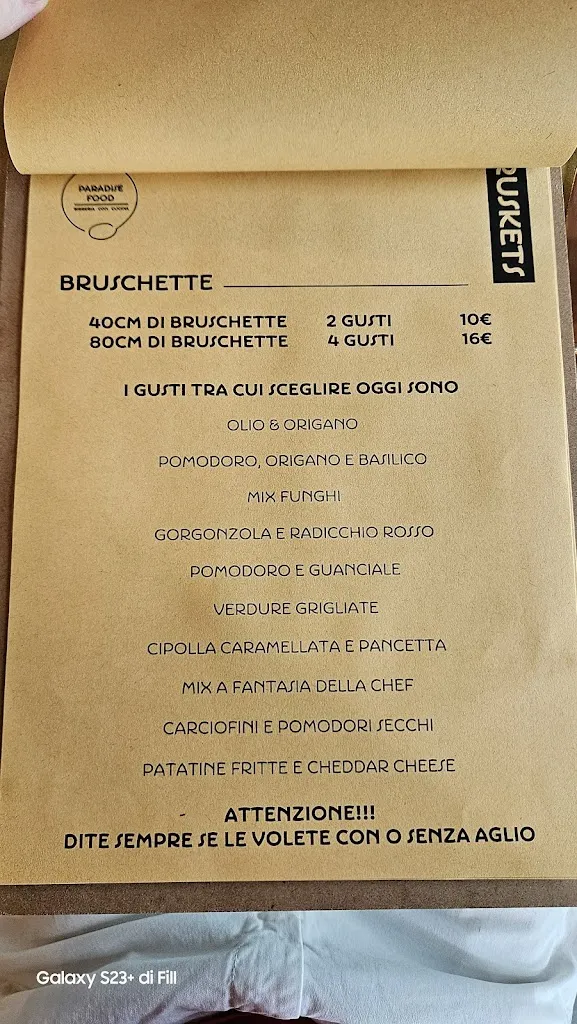 PARADISE
FOOD
RUSKETS
BRUSCHETTE
40CM DI BRUSCHETTE 2 GUSTI 10€
80CM DI BRUSCHETTE 4 GUSTI 16€
I GUSTI TRA CUI SCEGLIRE OGGI SONO
OLIO & ORIGANO
POMODORO, ORIGANO E BASILICO
MIX FUNGHI
GORGONZOLA E RADICCHIO ROSSO
POMODORO E GUANCIALE
VERDURE GRIGLIATE
CIPOLLA CARAMELLATA E PANCETTA
MIX A FANTASIA DELLA CHEF
CARCIOFINI E POMODORI SECCHI
PATATINE FRITTE E CHEDDAR CHEESE
ATTENZIONE!!!
DITE SEMPRE SE LE VOLETE CON O SENZA AGLIO
Galaxy S23+ di Fill